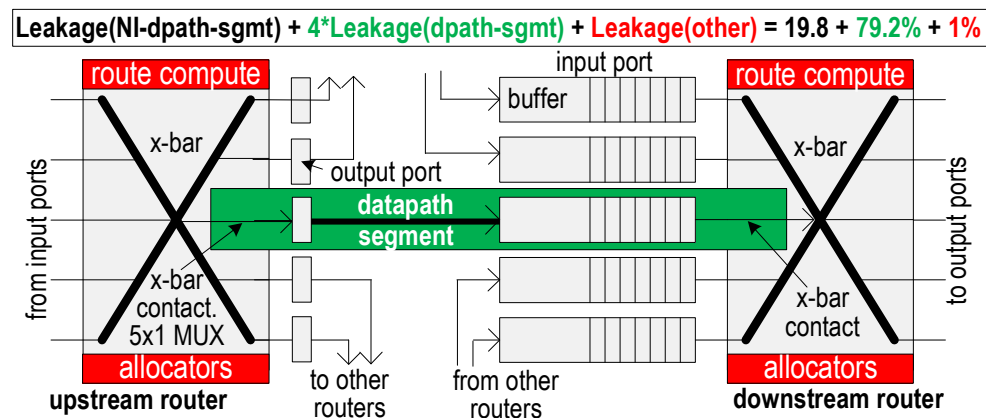 Leakage(NI-dpath-sgmt) + 4*Leakage(dpath-sgmt) + Leakage(other) = 19.8 + 79.2% + 1%
route compute
input port
route compute
buffer
x-bar
x-bar
output port
from input ports
datapath
segment
to output ports
x-bar
contact.
5x1 MUX
x-bar
contact
allocators
to other
routers
from other
routers
allocators
upstream router
downstream router